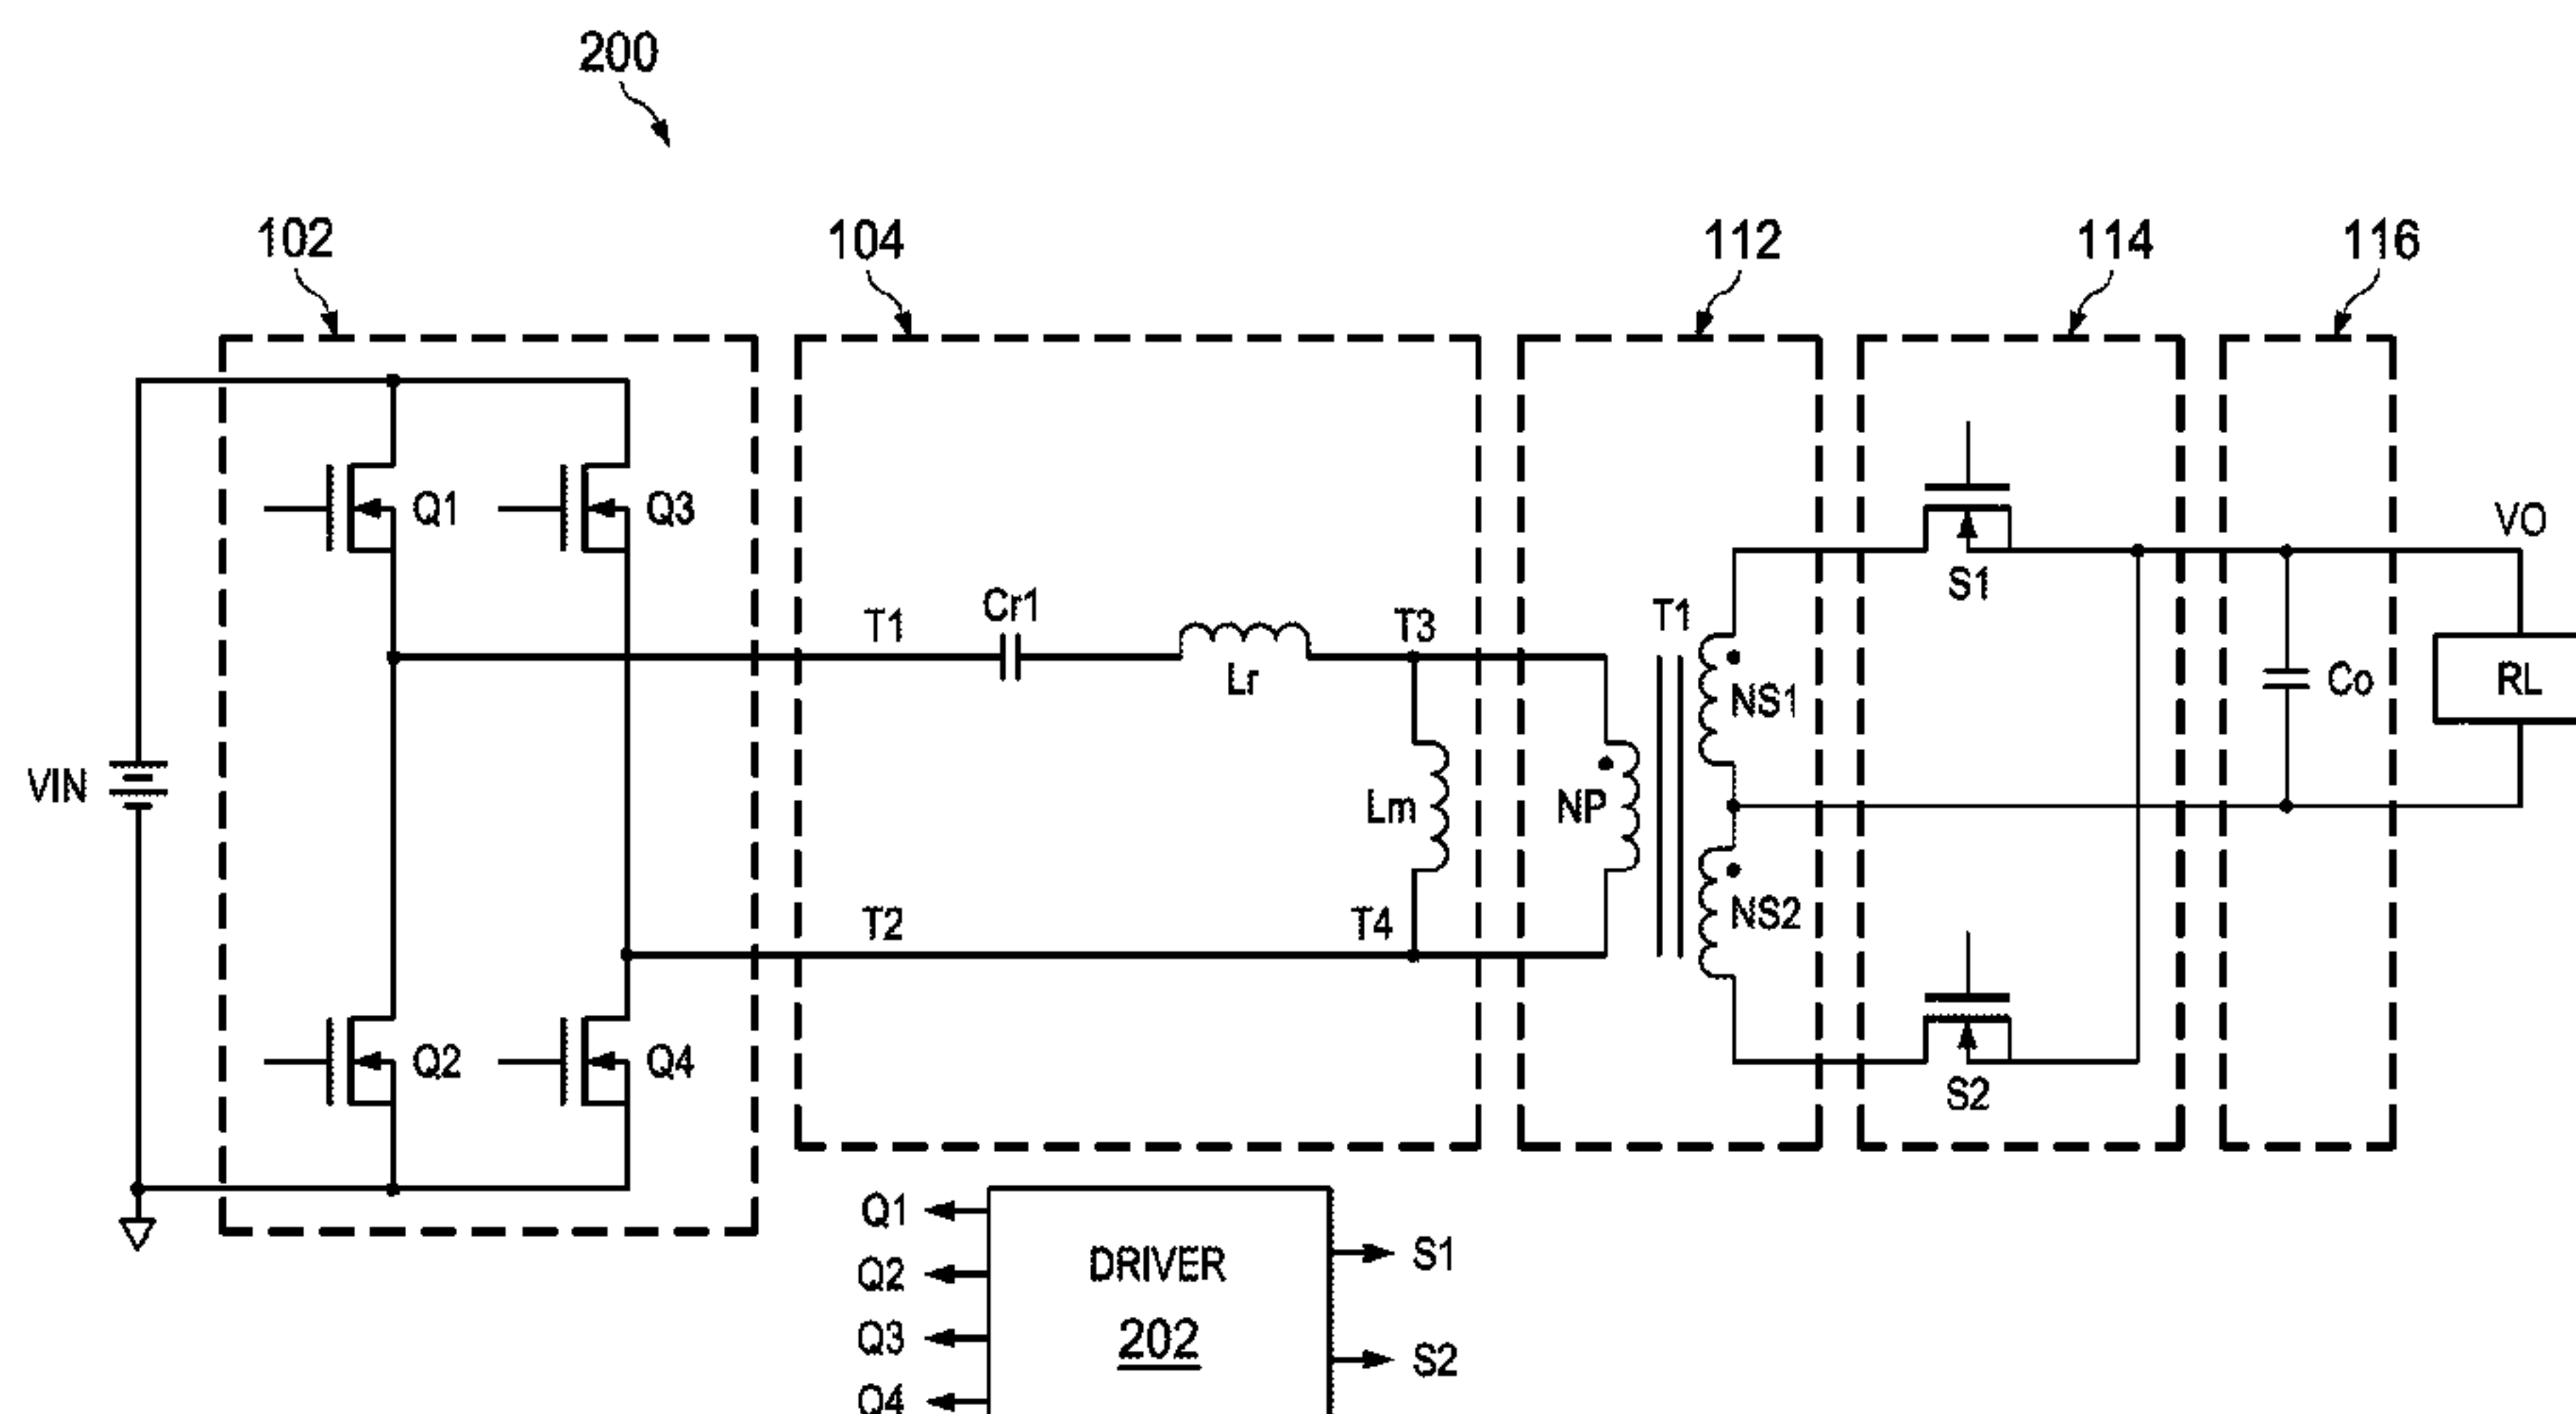 200
102
104
112
114
116
Q1
Q3
VO
S1
T1
Cr1
T3
T1
Lr
NS1
Co
RL
VIN
Lm
NP
T2
T4
NS2
Q2
Q4
S2
Q1
Q2
Q3
Q4
DRIVER
202
S1
S2